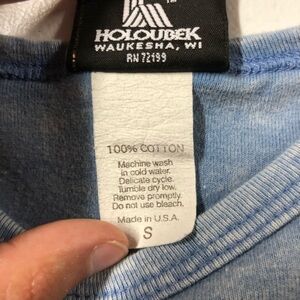 TM
HOLOUBEK
WAUKESHA, WI
RN 72199
100% COTTON
Machine wash
in cold water.
Delicate cycle.
Tumble dry low.
Remove promptly.
Do not use bleach.
Made in U.S.A.
S